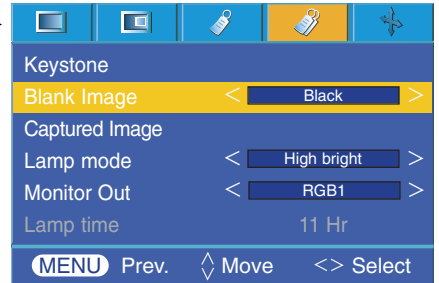 Keystone
Blank Image < Black >
Captured Image
Lamp mode < High bright >
Monitor Out < RGB1 >
Lamp time 11 Hr
MENU Prev. Move <> Select